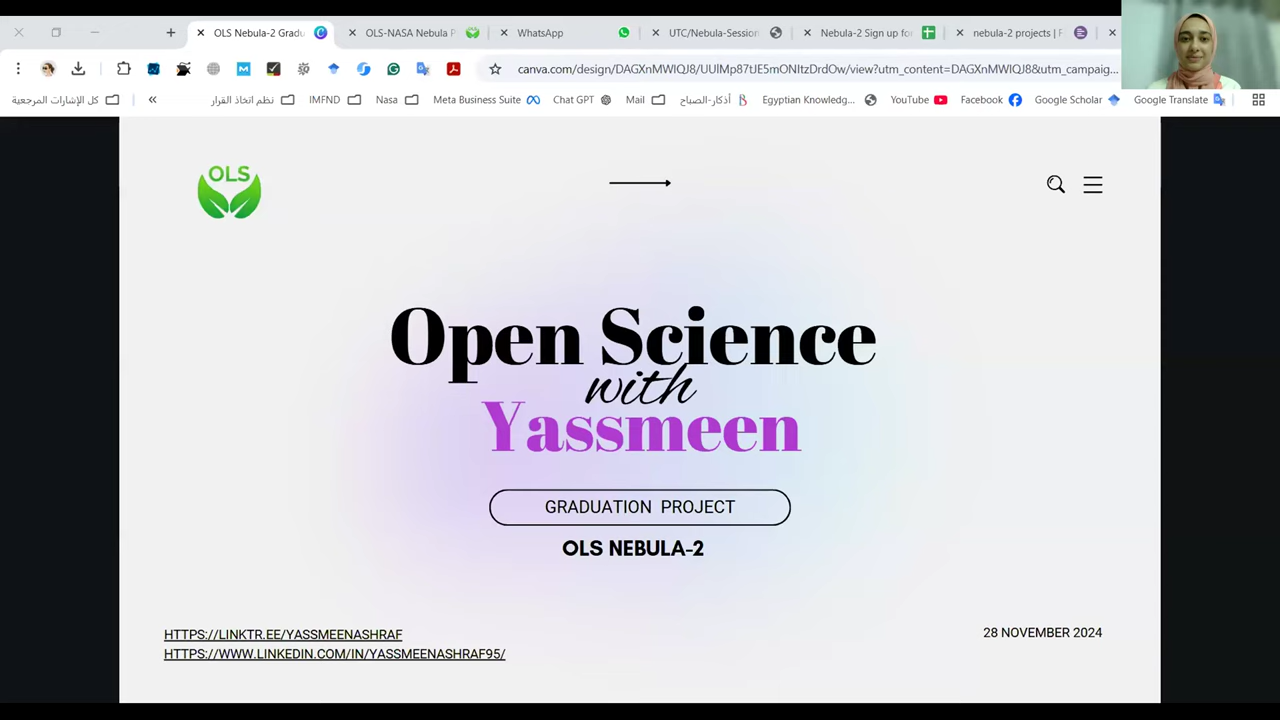 OLS Nebula-2 Gradu
OLS-NASA Nebula P
WhatsApp
UTC/Nebula-Session
Nebula-2 Sign up for
nebula-2 projects | F
canva.com/design/DAGXnMWIQJ8/UUlMp87tJE5mONltzDrdOw/view?utm_content=DAGXnMWIQJ8&utm_campaig...
كل الإشارات المرجعية
«
نظم اتخاذ القرار
IMFND
Nasa
Meta Business Suite
Chat GPT
Mail
أذكار-الصباح
Egyptian Knowledg...
YouTube
Facebook
Google Scholar
Google Translate
OLS
Open Science
with
Yassmeen
GRADUATION PROJECT
OLS NEBULA-2
HTTPS://LINKTR.EE/YASSMEENASHRAF
HTTPS://WWW.LINKEDIN.COM/IN/YASSMEENASHRAF95/
28 NOVEMBER 2024